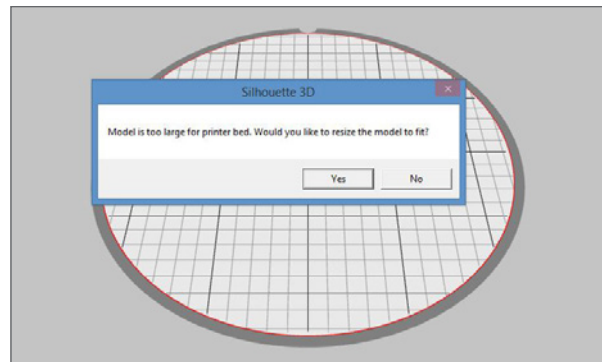 Silhouette 3D
Model is too large for printer bed. Would you like to resize the model to fit?
Yes
No